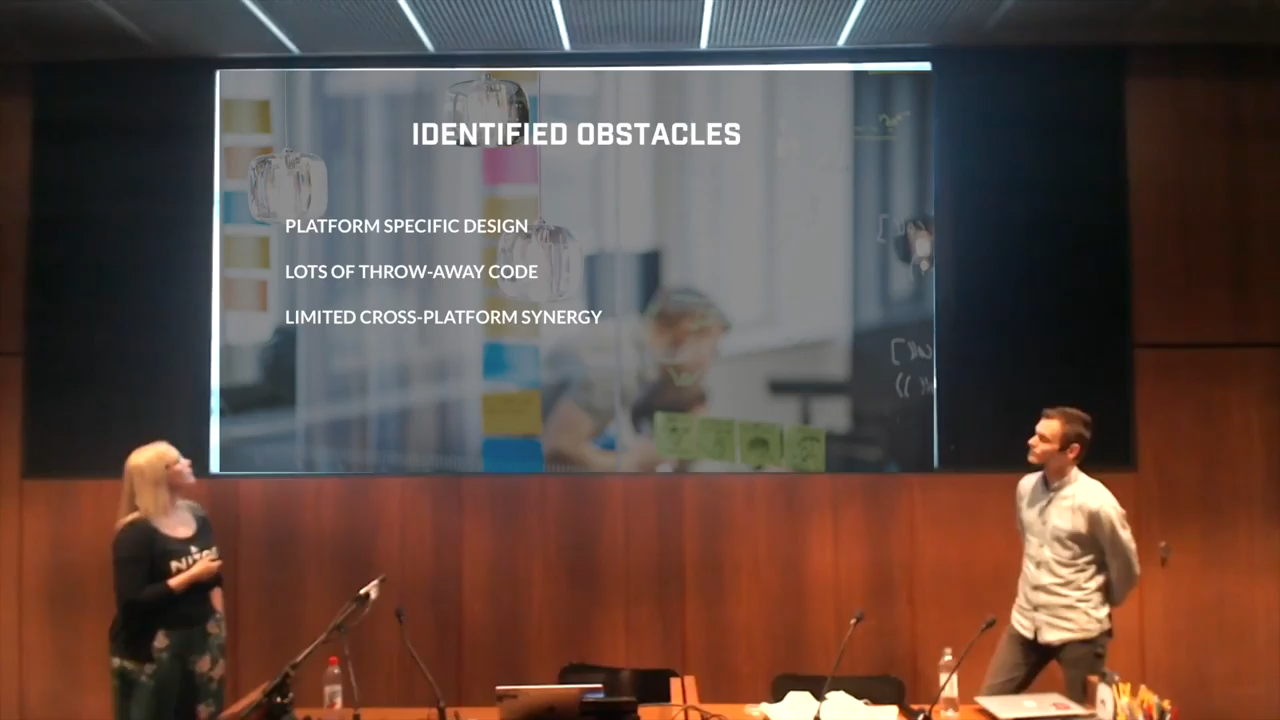 IDENTIFIED OBSTACLES
PLATFORM SPECIFIC DESIGN
LOTS OF THROW-AWAY CODE
LIMITED CROSS-PLATFORM SYNERGY